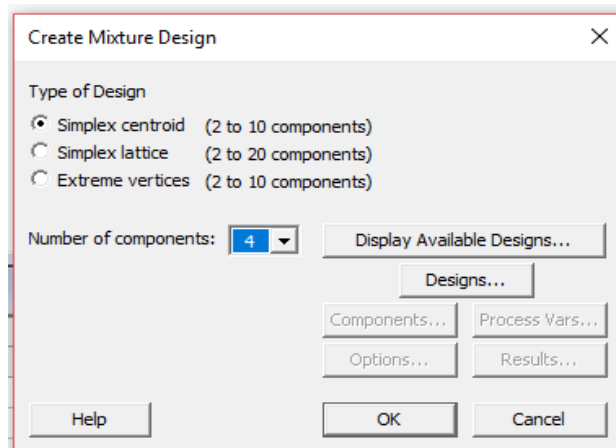 Create Mixture Design
Type of Design
Simplex centroid (2 to 10 components)
Simplex lattice (2 to 20 components)
Extreme vertices (2 to 10 components)
Number of components: 4 Display Available Designs...
Designs...
Components... Process Vars...
Options... Results...
Help OK Cancel